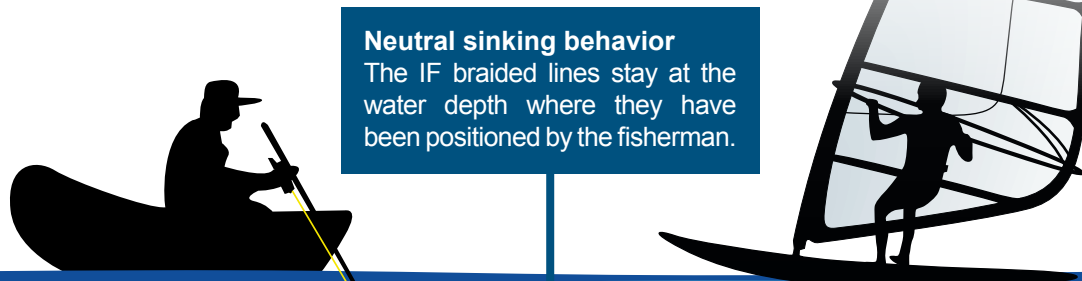 Neutral sinking behavior
The IF braided lines stay at the
water depth where they have
been positioned by the fisherman.